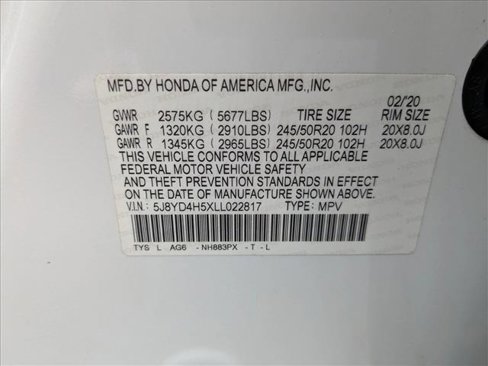 MFD.BY HONDA OF AMERICA MFG.,INC.
02/'20
GVWR 2575KG ( 5677LBS) TIRE SIZE RIM SIZE
GAWR F 1320KG ( 2910LBS) 245/50R20 102H 20X8.0J
GAWR R 1345KG ( 2965LBS) 245/50R20 102H 20X8.0J
THIS VEHICLE CONFORMS TO ALL APPLICABLE
FEDERAL MOTOR VEHICLE SAFETY
AND THEFT PREVENTION STANDARDS IN EFFECT
ON THE DATE OF MANUFACTURE SHOWN ABOVE.
V.I.N: 5J8YD4H5XLL022817 TYPE: MPV
TYS L AG6 -NH883PX -T -L